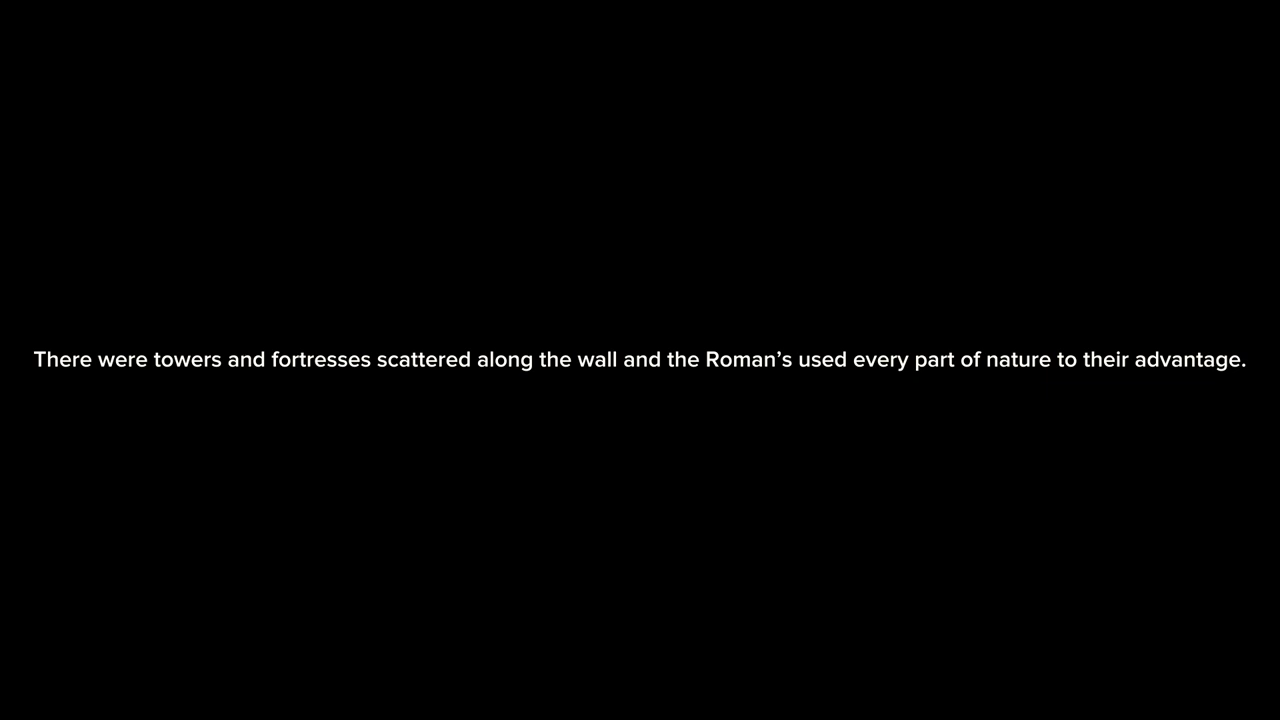 There were towers and fortresses scattered along the wall and the Roman’s used every part of nature to their advantage.